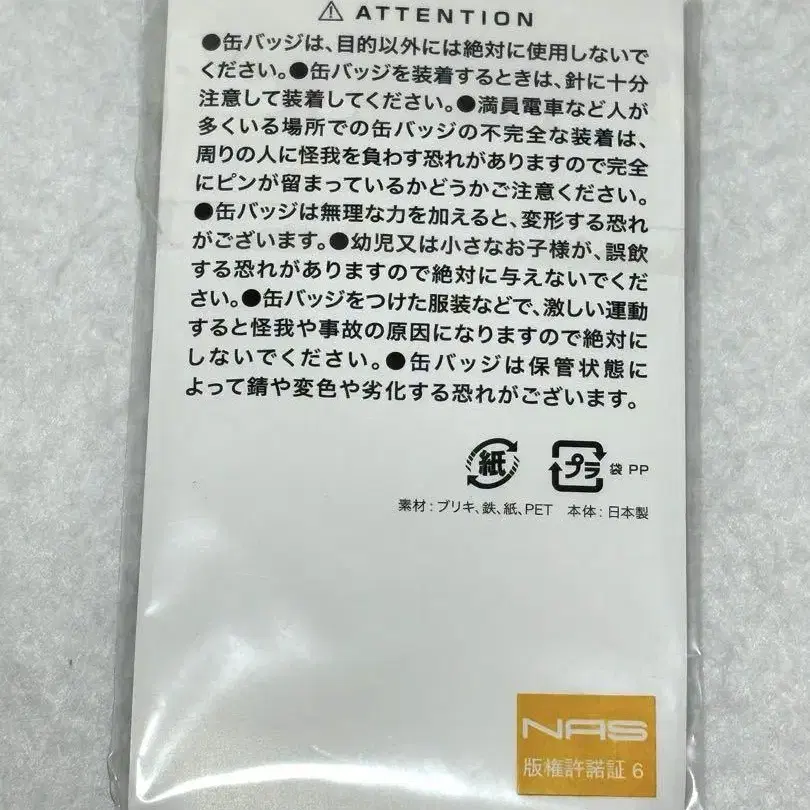 ⚠ ATTENTION
●缶バッジは、目的以外には絶対に使用しないで
ください。●缶バッジを装着するときは、針に十分
注意して装着してください。●満員電車など人が
多くいる場所での缶バッジの不完全な装着は、
周りの人に怪我を負わす恐れがありますので完全
にピンが留まっているかどうかご注意ください。
●缶バッジは無理な力を加えると、変形する恐れ
がございます。●幼児又は小さなお子様が、誤飲
する恐れがありますので絶対に与えないでくだ
さい。●缶バッジをつけた服装などで、激しい運動
すると怪我や事故の原因になりますので絶対に
しないでください。●缶バッジは保管状態に
よって錆や変色や劣化する恐れがございます。
紙 プラ 袋 PP
素材:ブリキ、鉄、紙、PET 本体:日本製
NAS
版権許諾証 6